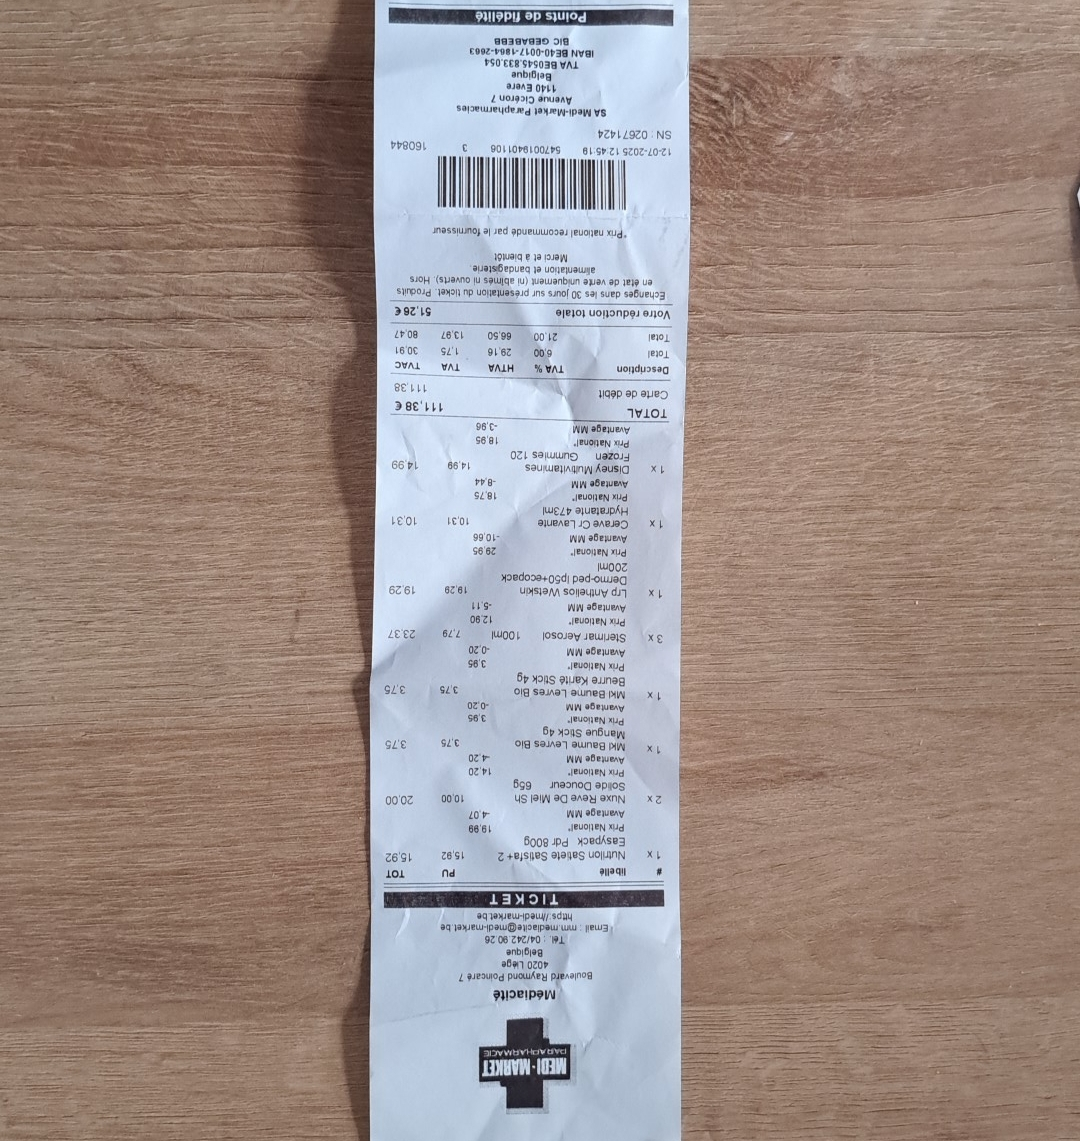 MEDI-MARKET
PARAPHARMACIE
Médiacité
Boulevard Raymond Poincaré 7
4020 Liège
Belgique
Tél. : 04/242.90.26
Email : mm.mediacite@medi-market.be
https://medi-market.be
TICKET
# libellé PU TOT
1 x Nutrilon Satiete Satisfa+ 2 15,92 15,92
Easypack Pdr 800g
Prix National* 19,99
Avantage MM -4,07
2 x Nuxe Reve De Miel Sh 10,00 20,00
Solide Douceur 65g
Prix National* 14,20
Avantage MM -4,20
1 x Mkl Baume Levres Bio 3,75 3,75
Mangue Stick 4g
Prix National* 3,95
Avantage MM -0,20
1 x Mkl Baume Levres Bio 3,75 3,75
Beurre Karité Stick 4g
Prix National* 3,95
Avantage MM -0,20
3 x Sterimar Aerosol 100ml 7,79 23,37
Prix National* 12,90
Avantage MM -5,11
1 x Lrp Anthelios Wetskin 19,29 19,29
Dermo-ped Ip50+ecopack
200ml
Prix National* 29,95
Avantage MM -10,66
1 x Cerave Cr Lavante 10,31 10,31
Hydratante 473ml
Prix National* 18,75
Avantage MM -8,44
1 x Disney Multivitamines 14,99 14,99
Frozen Gummies 120
Prix National* 18,95
Avantage MM -3,96
TOTAL 111,38 €
Carte de débit 111,38
Description TVA % HTVA TVA TVAC
Total 6,00 29,16 1,75 30,91
Total 21,00 66,50 13,97 80,47
Votre réduction totale 51,26 €
Echanges dans les 30 jours sur présentation du ticket. Produits
en état de vente uniquement (ni abîmés ni ouverts). Hors
alimentation et bandagisterie.
Merci et à bientôt
*Prix national recommandé par le fournisseur
12-07-2025 12:45:19 5470019401106 3 160844
SN : 02671424
SA Medi-Market Parapharmacies
Avenue Cicéron 7
1140 Evere
Belgique
TVA BE0545.833.054
IBAN BE40-0017-1864-2663
BIC GEBABEBB
Points de fidélité